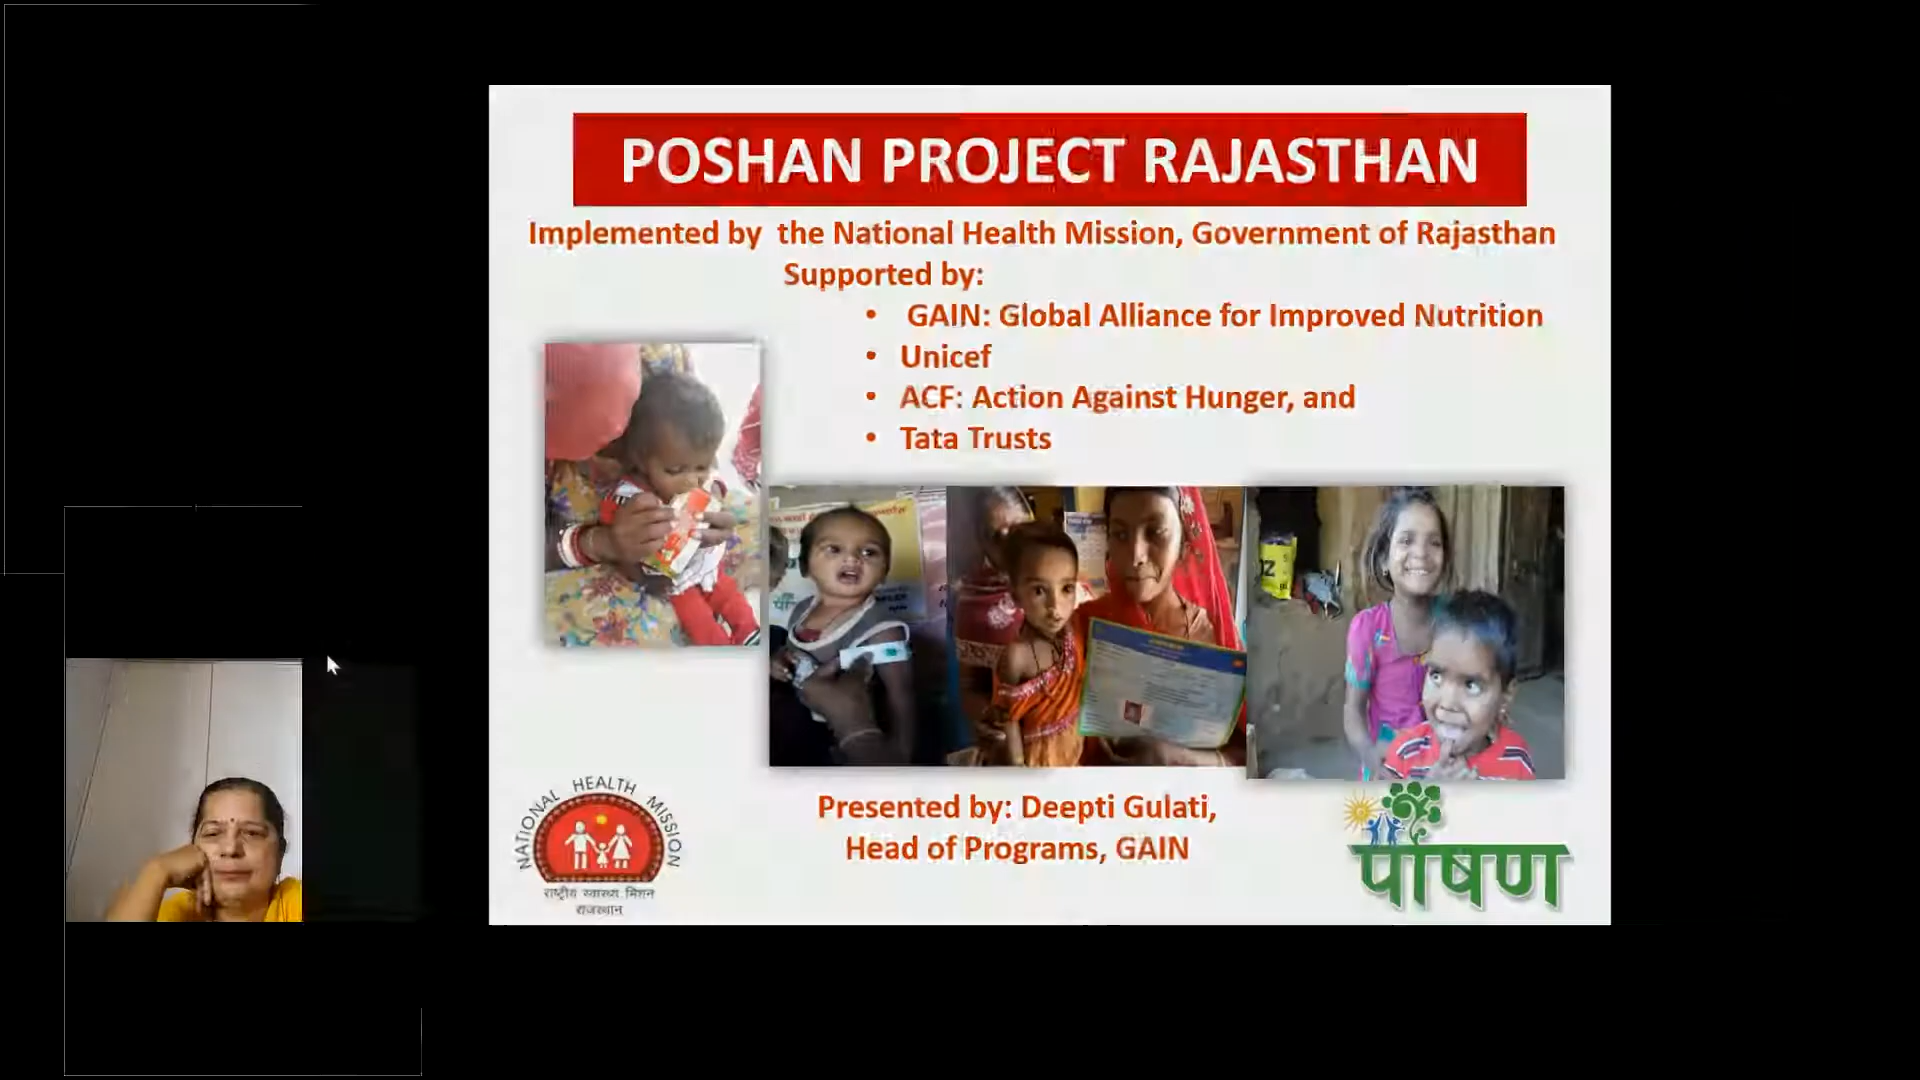 POSHAN PROJECT RAJASTHAN
Implemented by the National Health Mission, Government of Rajasthan
Supported by:
• GAIN: Global Alliance for Improved Nutrition
• Unicef
• ACF: Action Against Hunger, and
• Tata Trusts
Presented by: Deepti Gulati,
Head of Programs, GAIN
NATIONAL HEALTH MISSION
राष्ट्रीय स्वास्थ्य मिशन
राजस्थान
पोषण